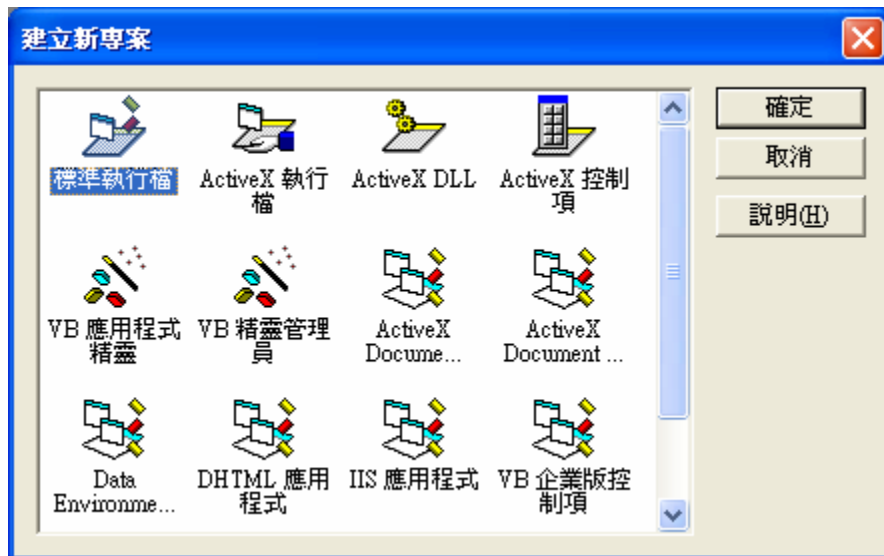 建立新專案
標準執行檔
ActiveX 執行
檔
ActiveX DLL
ActiveX 控制
項
VB 應用程式
精靈
VB 精靈管理
員
ActiveX
Docume...
ActiveX
Document ...
Data
Environme...
DHTML 應用
程式
IIS 應用程式
VB 企業版控
制項
確定
取消
說明(H)